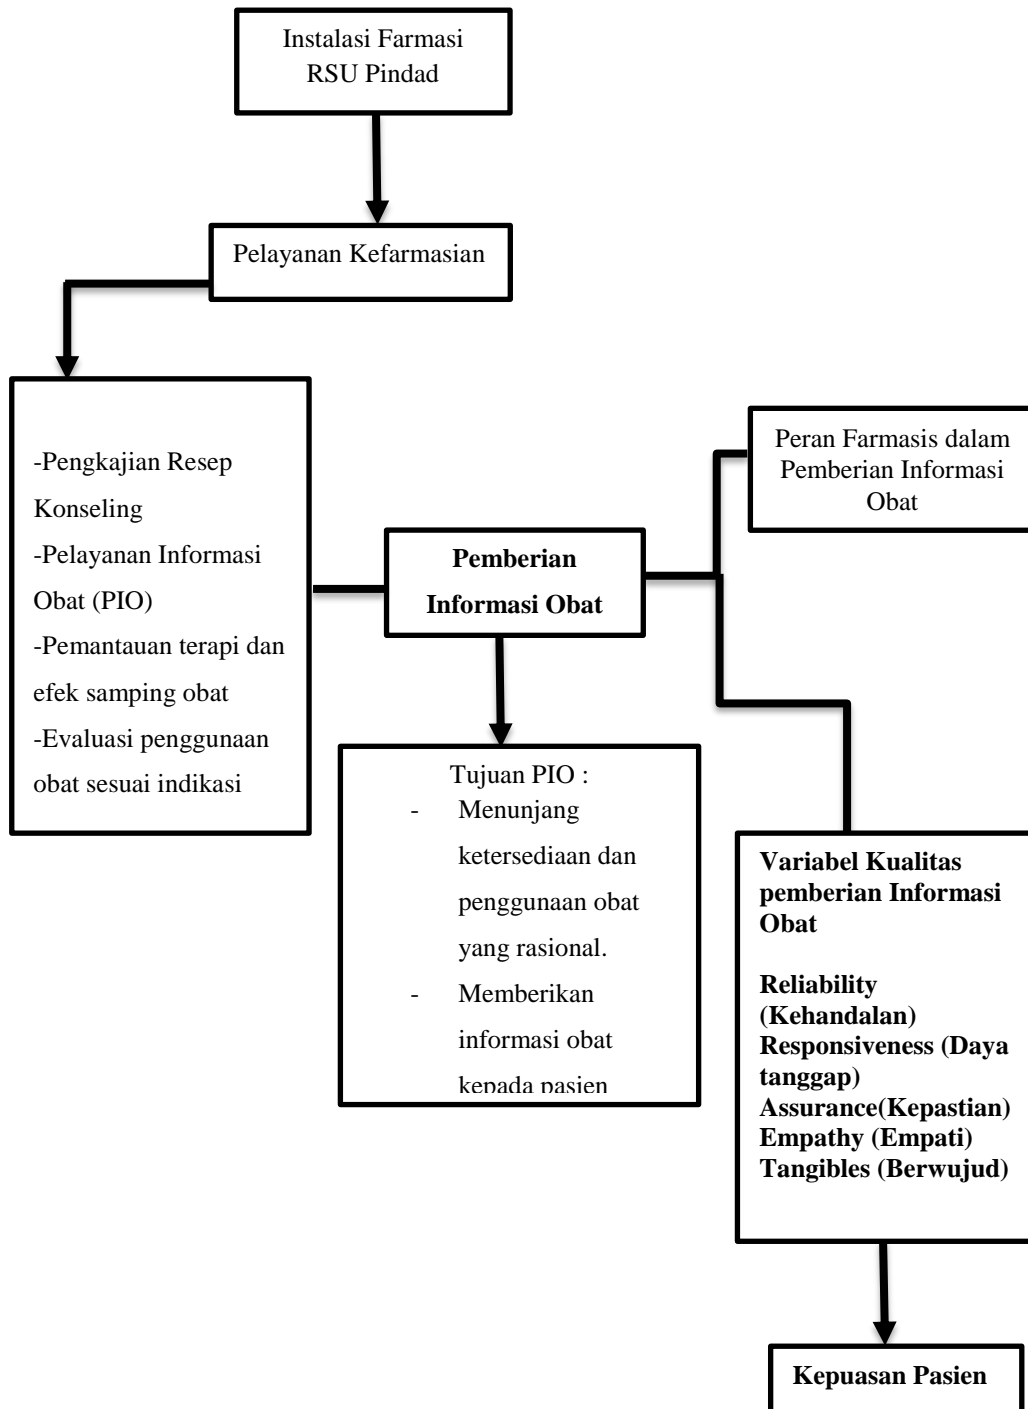 Instalasi Farmasi
RSU Pindad
Pelayanan Kefarmasian
-Pengkajian Resep
Konseling
-Pelayanan Informasi
Obat (PIO)
-Pemantauan terapi dan
efek samping obat
-Evaluasi penggunaan
obat sesuai indikasi
Peran Farmasis dalam
Pemberian Informasi
Obat
Pemberian
Informasi Obat
Tujuan PIO :
- Menunjang
ketersediaan dan
penggunaan obat
yang rasional.
- Memberikan
informasi obat
kepada pasien
Variabel Kualitas
pemberian Informasi
Obat
Reliability
(Kehandalan)
Responsiveness (Daya
tanggap)
Assurance(Kepastian)
Empathy (Empati)
Tangibles (Berwujud)
Kepuasan Pasien